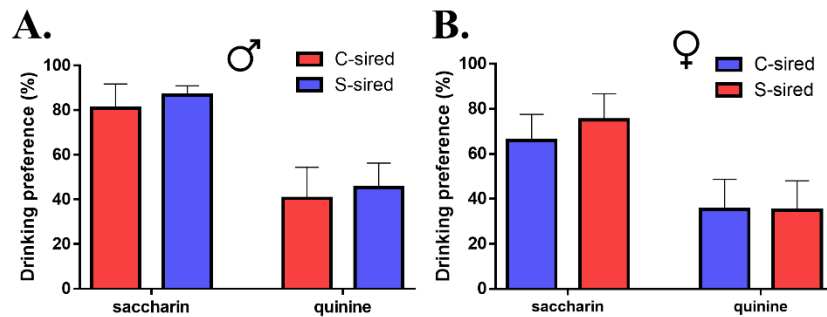 A.
♂
C-sired
S-sired
Drinking preference (%)
100
80
60
40
20
0
saccharin
quinine
B.
♀
C-sired
S-sired
Drinking preference (%)
100
80
60
40
20
0
saccharin
quinine